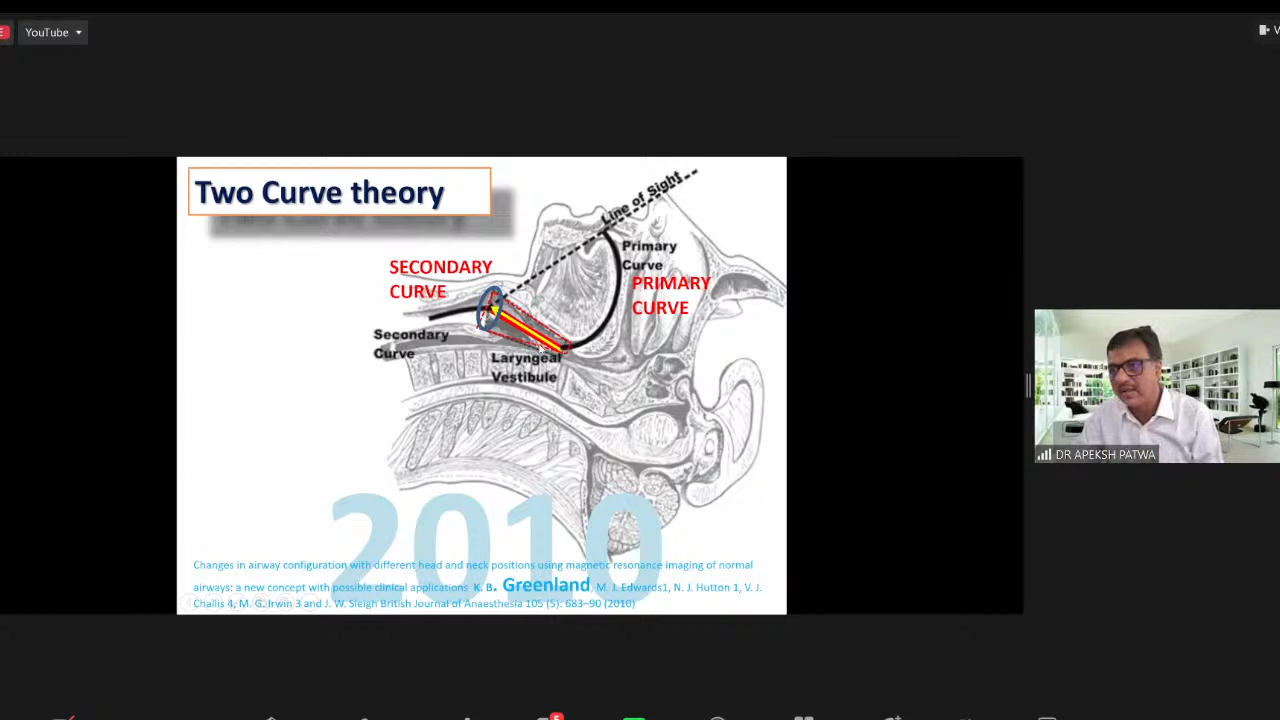 E
YouTube
V
Two Curve theory
Line of Sight
Primary
Curve
SECONDARY
CURVE
PRIMARY
CURVE
Secondary
Curve
Laryngeal
Vestibule
DR APEKSH PATWA
2010
Changes in airway configuration with different head and neck positions using magnetic resonance imaging of normal
airways: a new concept with possible clinical applications K. B. Greenland, M. J. Edwards1, N. J. Hutton 1, V. J.
Challis 4, M. G. Irwin 3 and J. W. Sleigh British Journal of Anaesthesia 105 (5): 683–90 (2010)
5